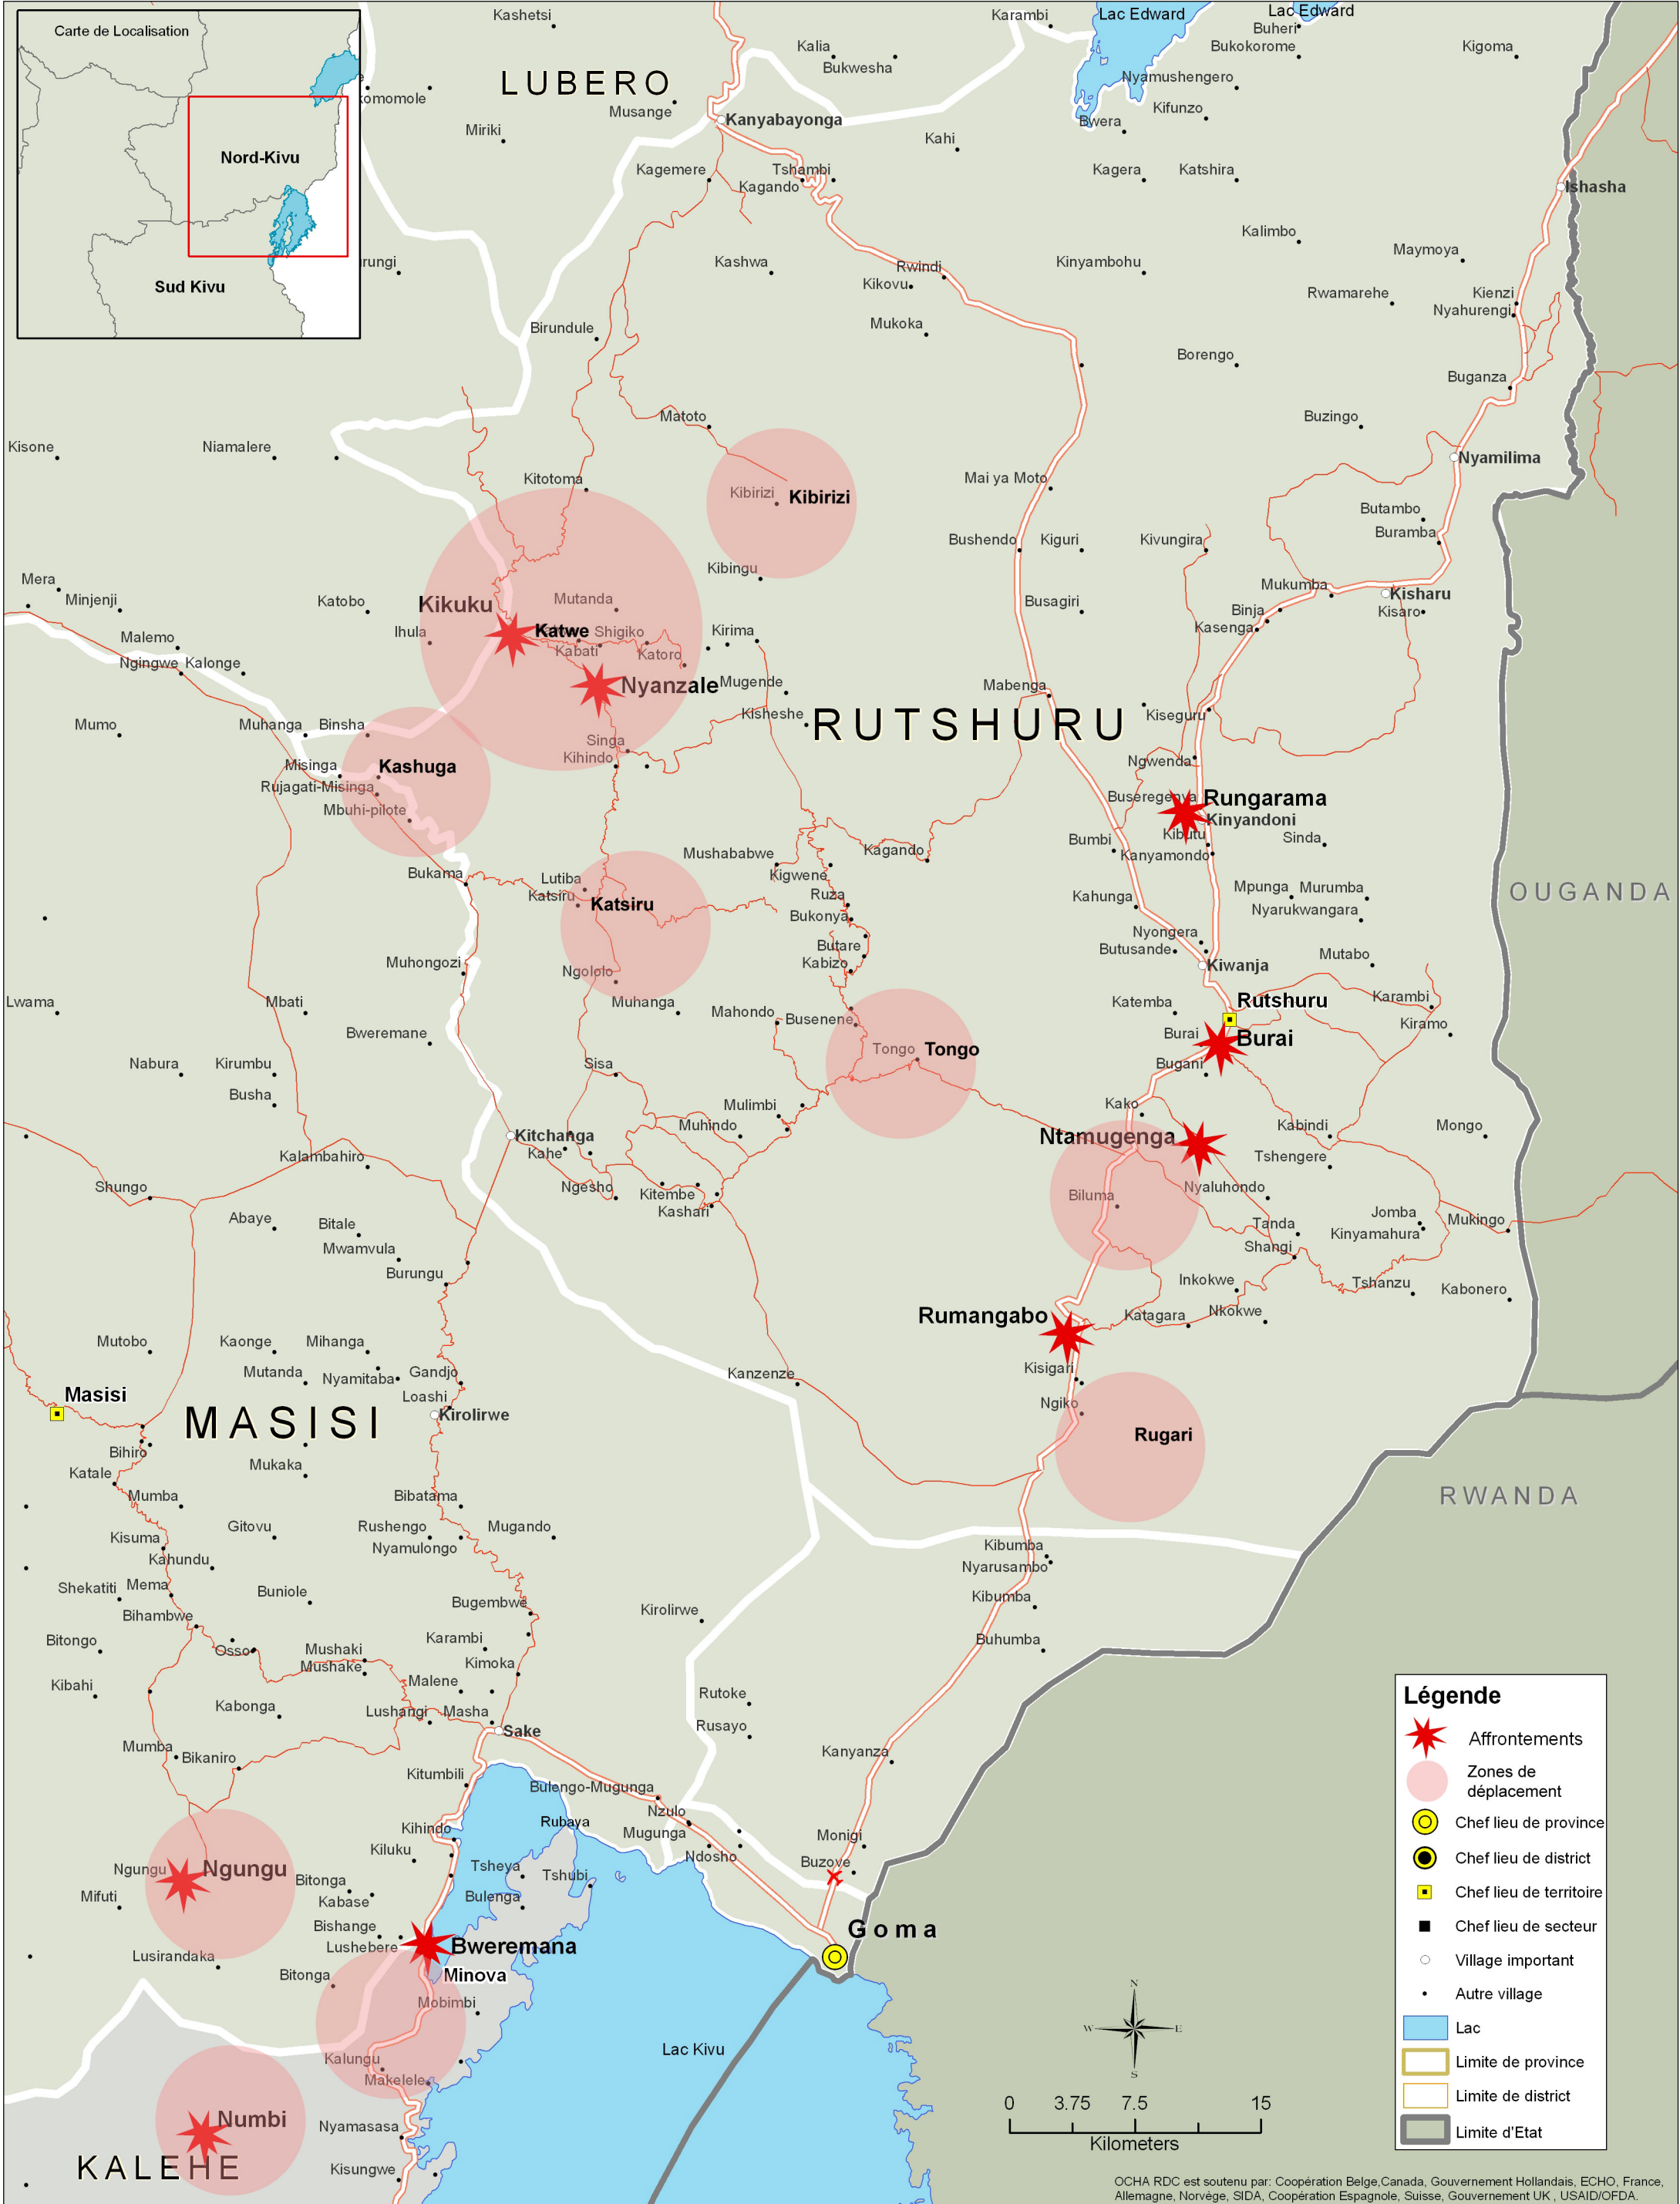 Carte de Localisation
Nord-Kivu
Sud Kivu
Kashetsi
Karambi
Lac Edward
Lac Edward
Buheri
Kalia
Bukokorome
Kigoma
Bukwesha
LUBERO
Nyamushengero
omomole
Musange
Kifunzo
Miriki
Kanyabayonga
Bwera
Kahi
Kagemere
Tshambi
Kagera
Katshira
Kagando
Ishasha
Kalimbo
Maymoya
rungi
Kashwa
Rwindi
Kinyambohu
Kikovu
Rwamarehe
Kienzi
Nyahurengi
Birundule
Mukoka
Borengo
Buganza
Matoto
Buzingo
Kisone
Niamalere
Nyamilima
Kitotoma
Mai ya Moto
Kibirizi
Kibirizi
Butambo
Buramba
Bushendo
Kiguri
Kivungira
Kibingu
Mera
Minjenji
Katobo
Kikuku
Mutanda
Busagiri
Mukumba
Kisharu
Binja
Kisaro
Kasenga
Malemo
Ihula
Katwe
Shigiko
Kirima
Kabati
Katoro
Ngingwe
Kalonge
Nyanzale
Mugende
Mabenga
Mumo
Muhanga
Binsha
Kisheshe
RUTSHURU
Kiseguru
Singa
Kihindo
Misinga
Kashuga
Ngwenda
Rujagati-Misinga
Mbuhi-pilote
Buseregenya
Rungarama
Kinyandoni
Bumbi
Kibutu
Sinda
Kanyamondo
Mushababwe
Kagando
Bukama
Lutiba
Kigwene
Katsiru
Katsiru
Ruza
Kahunga
Mpunga
Murumba
Nyarukwangara
OUGANDA
Bukonya
Nyongera
Butare
Butusande
Mutabo
Muhongozi
Ngololo
Kabizo
Kiwanja
Lwama
Mbati
Muhanga
Mahondo
Busenene
Katemba
Rutshuru
Karambi
Kiramo
Bweremane
Burai
Burai
Nabura
Kirumbu
Sisa
Tongo
Tongo
Bugani
Busha
Mulimbi
Kako
Muhindo
Kabindi
Mongo
Kitchanga
Ntamugenga
Kahe
Kalambahiro
Tshengere
Shungo
Ngesho
Kitembe
Biluma
Nyaluhondo
Kashari
Abaye
Bitale
Jomba
Mukingo
Tanda
Kinyamahura
Mwamvula
Shangi
Burungu
Inkokwe
Tshanzu
Kabonero
Rumangabo
Katagara
Nkokwe
Mutobo
Kaonge
Mihanga
Mutanda
Nyamitaba
Gandjo
Kanzenze
Kisigari
Masisi
Loashi
Ngiko
MASISI
Kirolirwe
Rugari
Bihiro
Katale
Mukaka
Mumba
Bibatama
RWANDA
Kisuma
Gitovu
Rushengo
Mugando
Nyamulongo
Kibumba
Kahundu
Nyarusambo
Shekatiti
Mema
Buniole
Kibumba
Bihambwe
Bugembwe
Kirolirwe
Bitongo
Karambi
Buhumba
Osso
Mushaki
Mushake
Kimoka
Kibahi
Malene
Rutoke
Kabonga
Lushangi
Masha
Rusayo
Sake
Mumba
Bikaniro
Kanyanza
Kitumbili
Bulengo-Mugunga
Nzulo
Kihindo
Rubaya
Mugunga
Monigi
Kiluku
Ndosho
Buzove
Ngungu
Ngungu
Tsheya
Tshubi
Bitonga
Mifuti
Kabase
Bulenga
Bishange
Goma
Lushebere
Bweremana
Lusirandaka
Bitonga
Minova
Mobimbi
Lac Kivu
Kalungu
Makelele
Numbi
Nyamasasa
KALEHE
Kisungwe
Légende
Affrontements
Zones de
déplacement
Chef lieu de province
Chef lieu de district
Chef lieu de territoire
Chef lieu de secteur
Village important
Autre village
Lac
Limite de province
Limite de district
Limite d'Etat
N
W
E
S
0 3.75 7.5 15
Kilometers
OCHA RDC est soutenu par: Coopération Belge,Canada, Gouvernement Hollandais, ECHO, France,
Allemagne, Norvège, SIDA, Coopération Espagnole, Suisse, Gouvernement UK , USAID/OFDA.